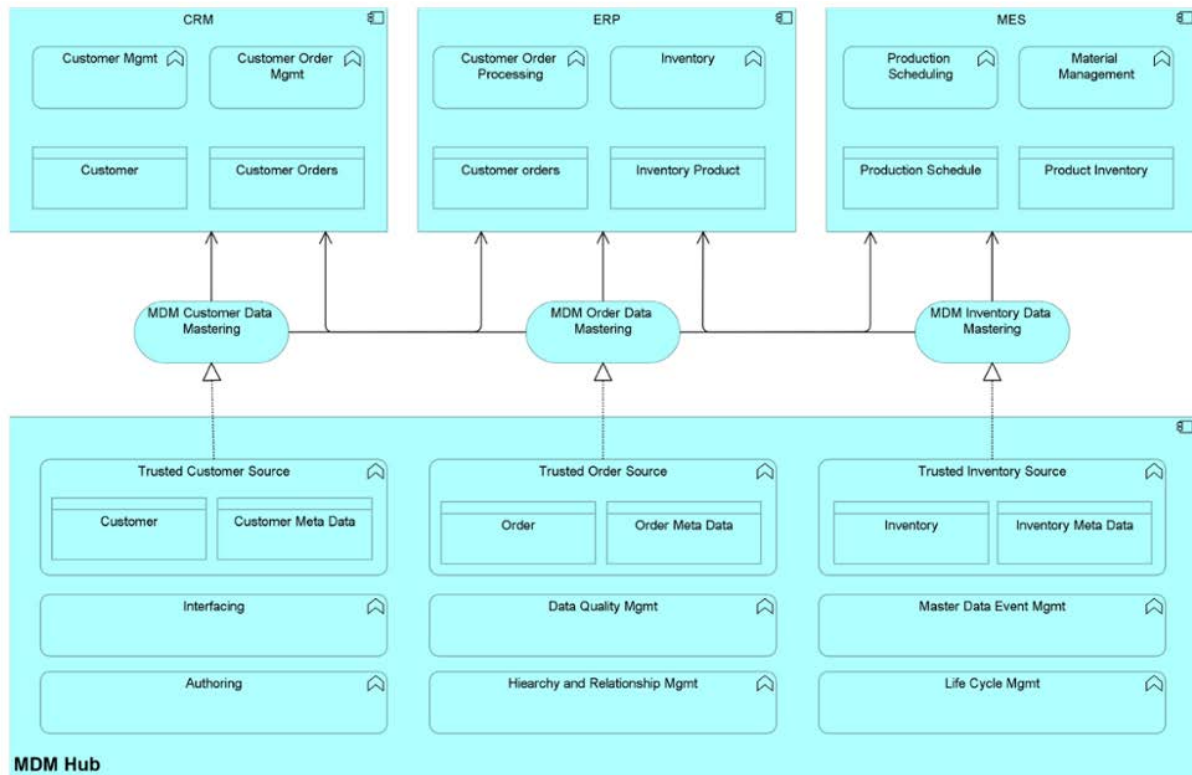 CRM
ERP
MES
Customer Mgmt
Customer Order
Mgmt
Customer Order
Processing
Inventory
Production
Scheduling
Material
Management
Customer
Customer Orders
Customer orders
Inventory Product
Production Schedule
Product Inventory
MDM Customer Data
Mastering
MDM Order Data
Mastering
MDM Inventory Data
Mastering
Trusted Customer Source
Trusted Order Source
Trusted Inventory Source
Customer
Customer Meta Data
Order
Order Meta Data
Inventory
Inventory Meta Data
Interfacing
Data Quality Mgmt
Master Data Event Mgmt
Authoring
Hiearchy and Relationship Mgmt
Life Cycle Mgmt
MDM Hub